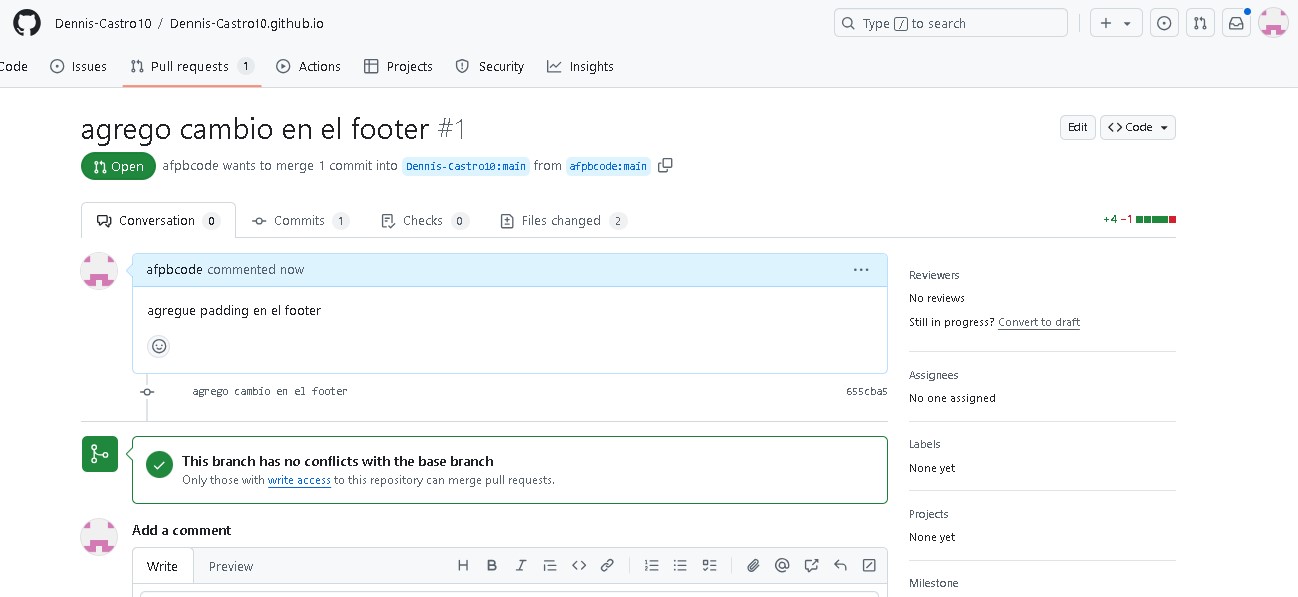 Dennis-Castro10 / Dennis-Castro10.github.io
Type / to search
Code Issues Pull requests 1 Actions Projects Security Insights
agrego cambio en el footer #1
Edit <> Code
Open afpbcode wants to merge 1 commit into Dennis-Castro10:main from afpbcode:main
Conversation 0 Commits 1 Checks 0 Files changed 2
+4 −1
afpbcode commented now
agregue padding en el footer
agrego cambio en el footer 655cba5
This branch has no conflicts with the base branch
Only those with write access to this repository can merge pull requests.
Add a comment
Write Preview
Reviewers
No reviews
Still in progress? Convert to draft
Assignees
No one assigned
Labels
None yet
Projects
None yet
Milestone